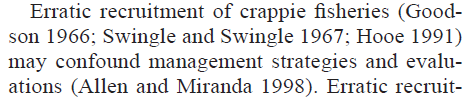 Erratic recruitment of crappie fisheries (Good-
son 1966; Swingle and Swingle 1967; Hooe 1991)
may confound management strategies and evalu-
ations (Allen and Miranda 1998). Erratic recruit-